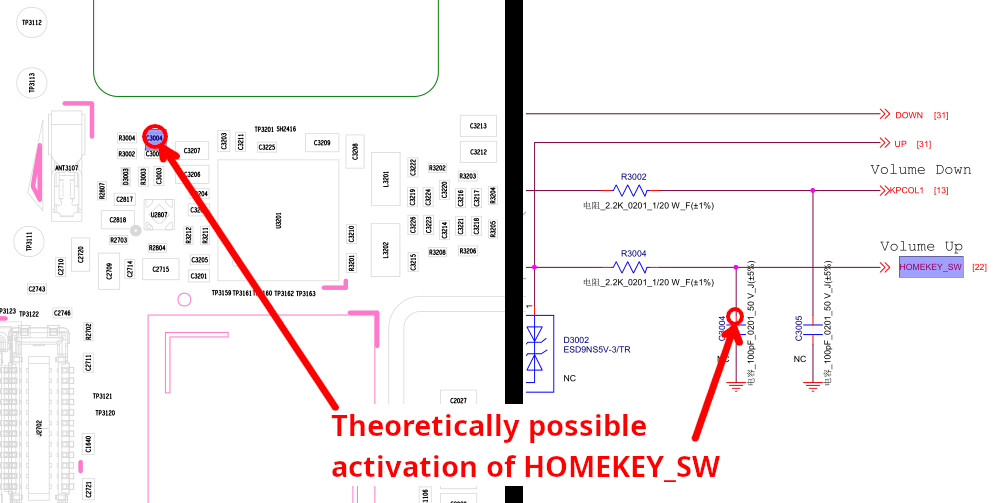 TP3112
TP3113
ANT3107
TP3111
R3004
C3004
R3002
C300
C3203
C3211
TP3201 SH2416
C3225
C3209
C3208
C3213
C3212
C3207
C3206
D3003
R3003
C3003
R2807
C2817
C2818
U2807
R2703
R2804
R3212
R3211
C3205
C3201
C2715
C2714
C2709
C2720
C2710
C2743
U3201
C3210
R3201
L3201
L3202
C3222
C3219
C3224
C3220
R3202
R3203
C3216
C3217
R3204
C3226
C3223
C3214
C3221
C3218
R3205
C3215
R3208
R3206
TP3159 TP3161 TP3162 TP3163
TP3122
C2746
R2702
C2711
TP3121
TP3120
J2702
C1640
C2721
C2027
DOWN [31]
UP [31]
Volume Down
R3002
电阻_2.2K_0201_1/20 W_F(±1%)
KPCOL1 [13]
Volume Up
R3004
电阻_2.2K_0201_1/20 W_F(±1%)
HOMEKEY_SW [22]
1
D3002
ESD9NS5V-3/TR
NC
C3004
电容_100pF_0201_50 V_J(±5%)
NC
C3005
电容_100pF_0201_50 V_J(±5%)
NC
Theoretically possible
activation of HOMEKEY_SW